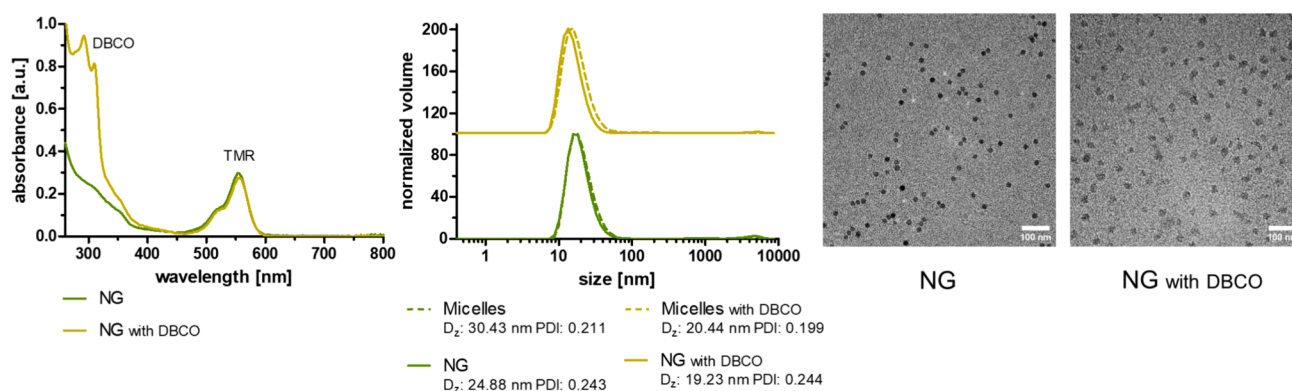 1.0
0.8
0.6
0.4
0.2
0.0
absorbance [a.u.]
DBCO
TMR
300 400 500 600 700 800
wavelength [nm]
NG
NG with DBCO
200
160
120
80
40
0
normalized volume
1 10 100 1000 10000
size [nm]
Micelles
Dz: 30.43 nm PDI: 0.211
NG
Dz: 24.88 nm PDI: 0.243
Micelles with DBCO
Dz: 20.44 nm PDI: 0.199
NG with DBCO
Dz: 19.23 nm PDI: 0.244
100 nm
NG
100 nm
NG with DBCO